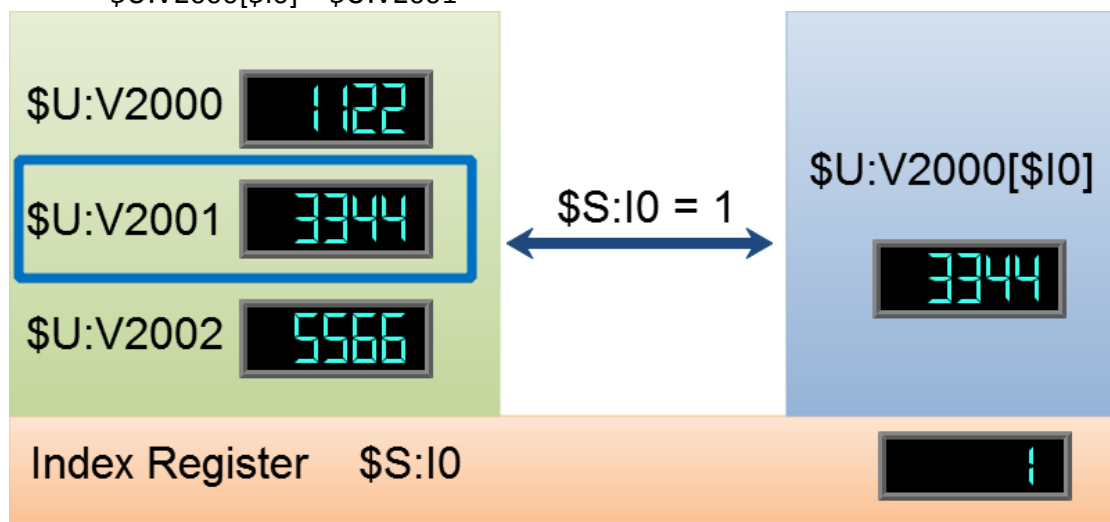 $U:V2000 1122
$U:V2001 3344
$U:V2002 5566
$S:I0 = 1
$U:V2000[$I0]
3344
Index Register $S:I0 1